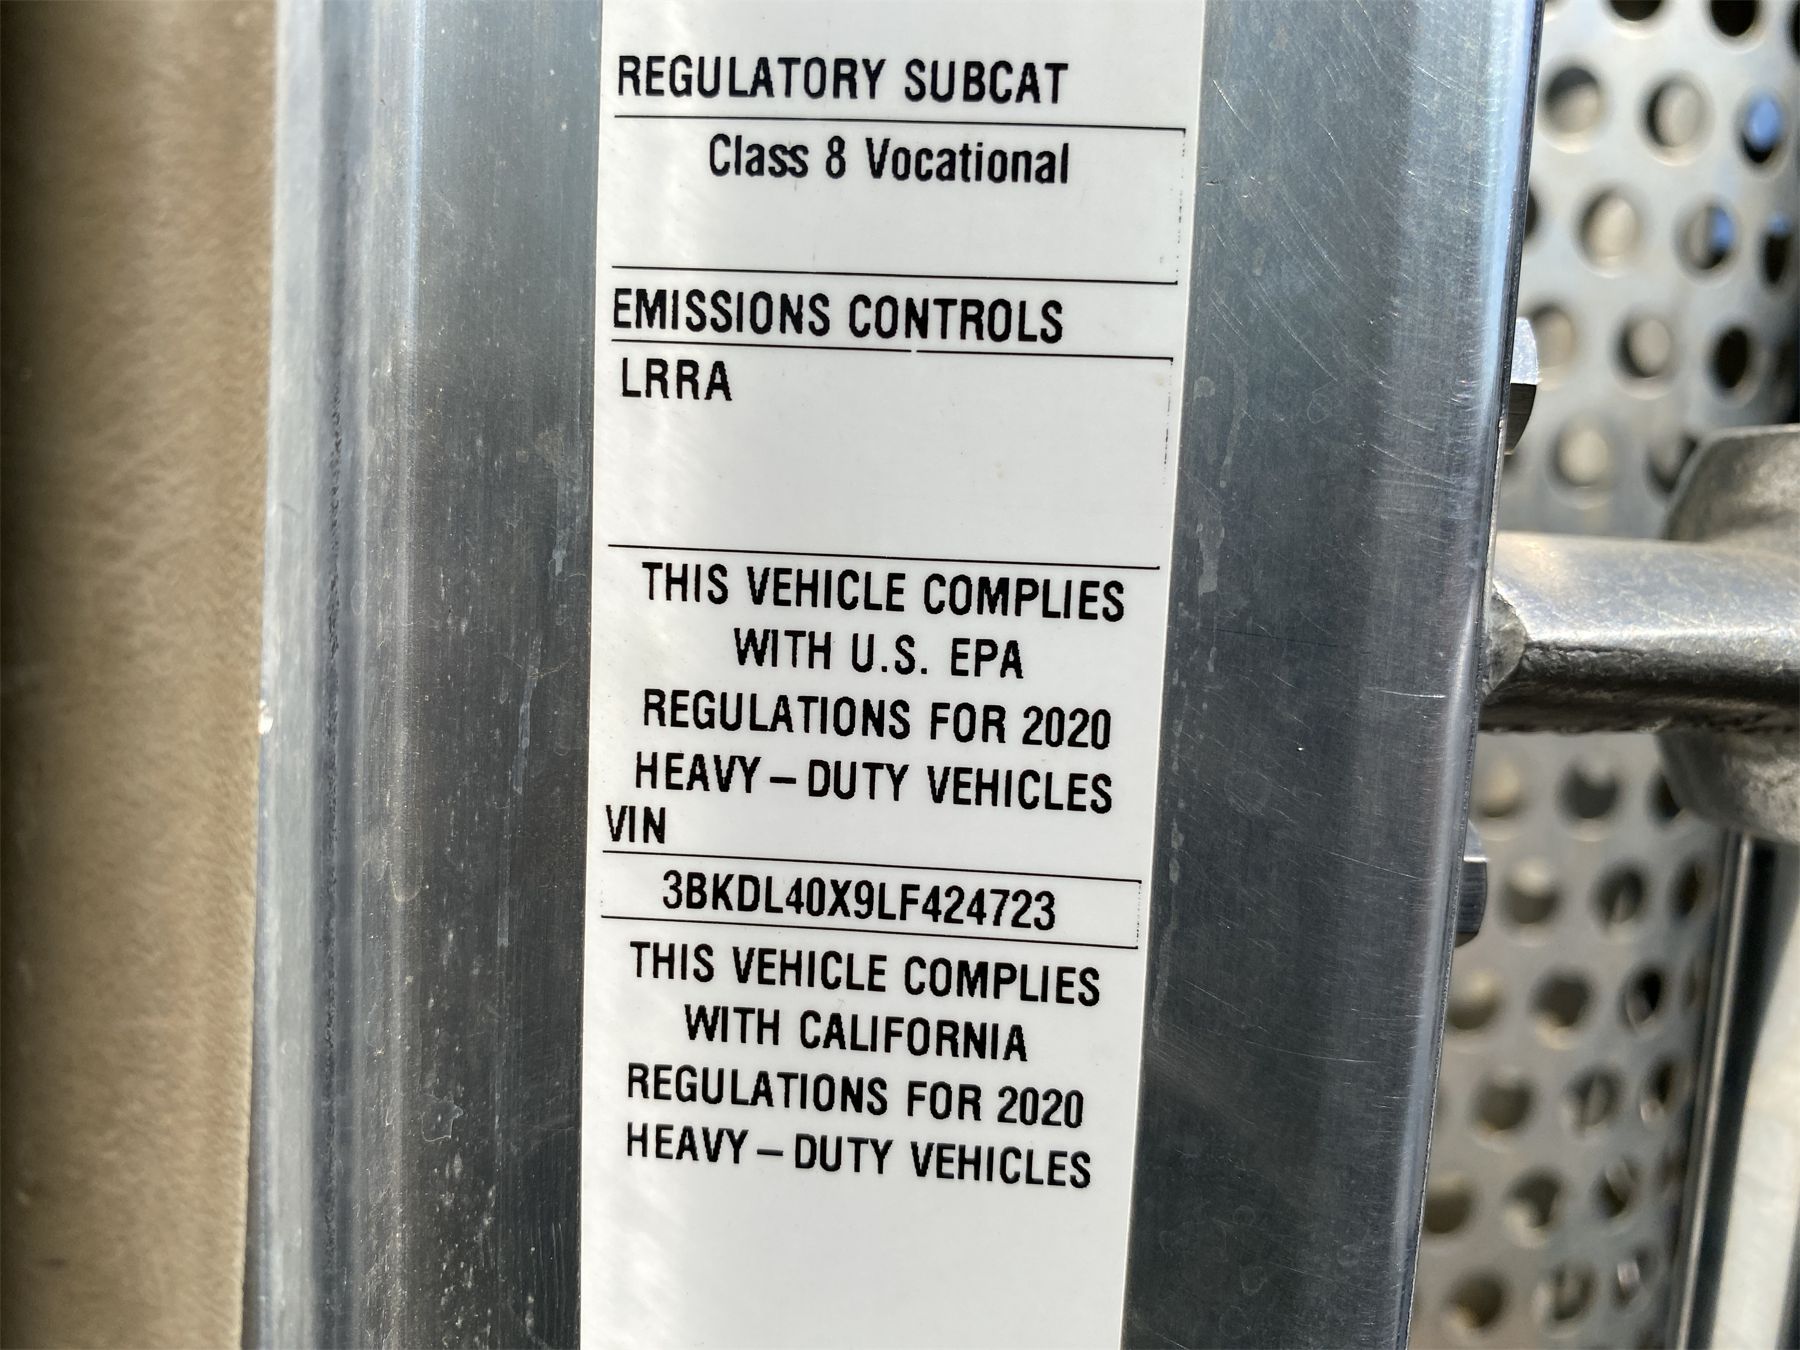 REGULATORY SUBCAT
Class 8 Vocational
EMISSIONS CONTROLS
LRRA
THIS VEHICLE COMPLIES
WITH U.S. EPA
REGULATIONS FOR 2020
HEAVY-DUTY VEHICLES
VIN
3BKDL40X9LF424723
THIS VEHICLE COMPLIES
WITH CALIFORNIA
REGULATIONS FOR 2020
HEAVY-DUTY VEHICLES